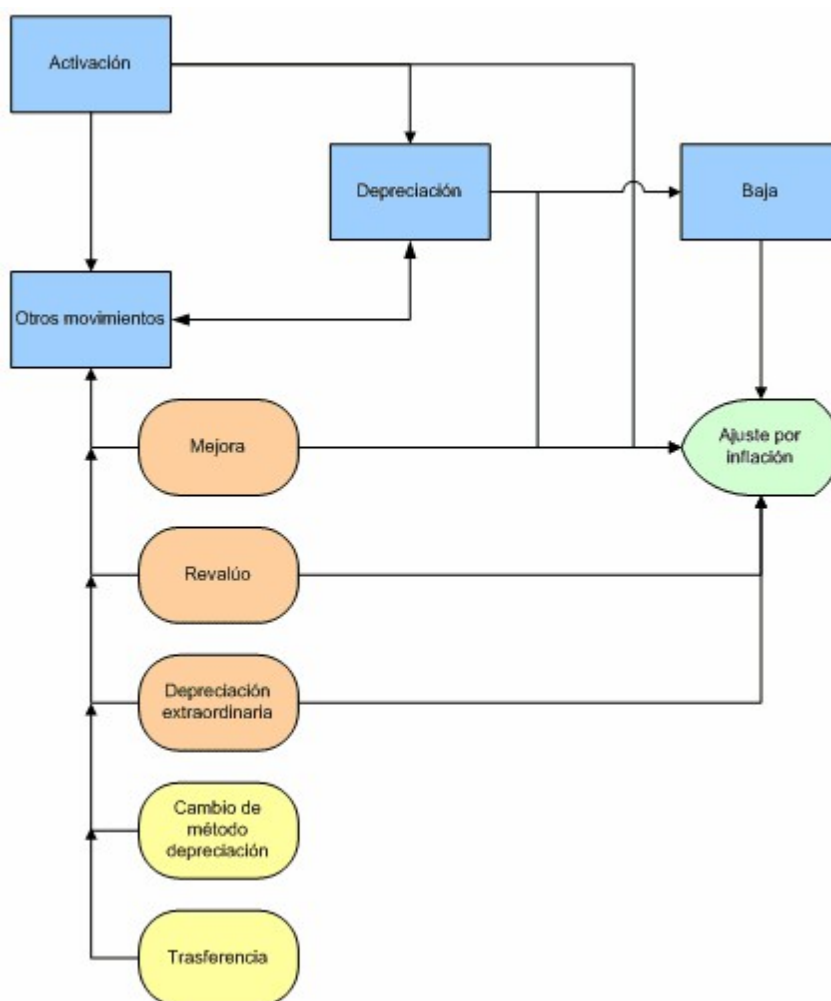 Activación
Depreciación
Baja
Otros movimientos
Mejora
Ajuste por
inflación
Revalúo
Depreciación
extraordinaria
Cambio de
método
depreciación
Trasferencia